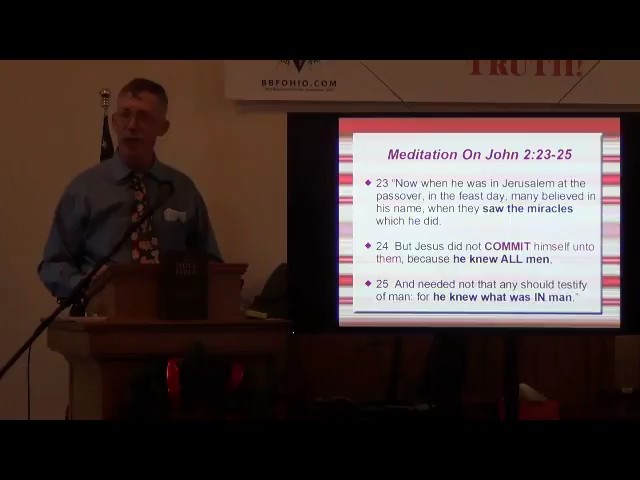 BBFOHIO.COM
TRUTH!
Meditation On John 2:23-25
23 “Now when he was in Jerusalem at the
passover, in the feast day, many believed in
his name, when they saw the miracles
which he did.
24 But Jesus did not COMMIT himself unto
them, because he knew ALL men,
25 And needed not that any should testify
of man: for he knew what was IN man.”